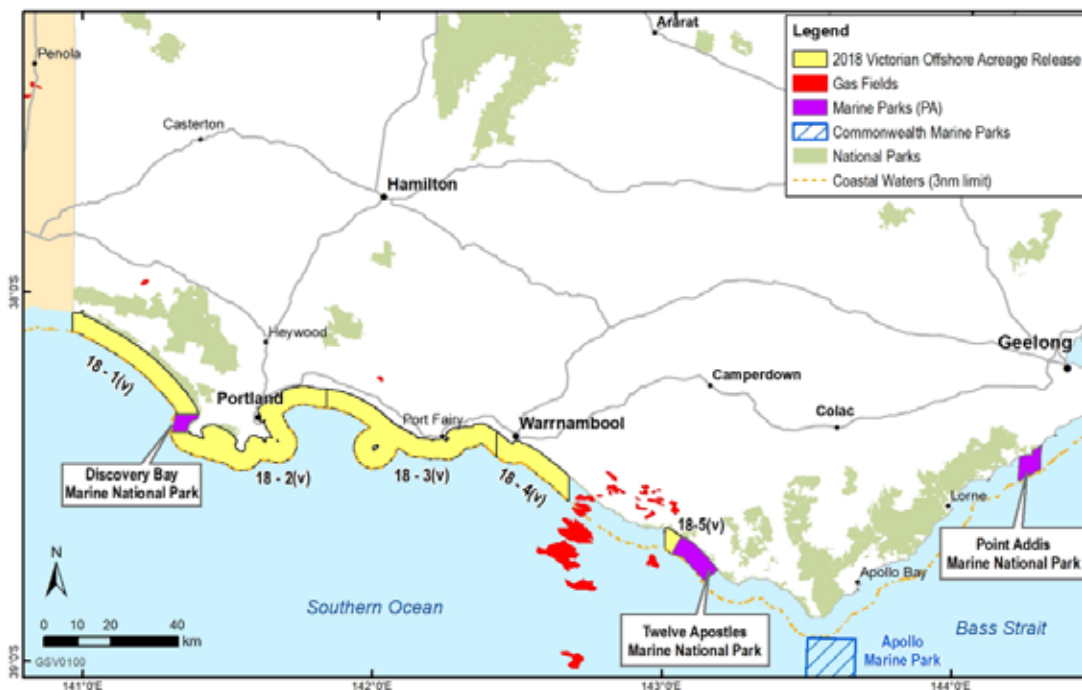 Legend
2018 Victorian Offshore Acreage Release
Gas Fields
Marine Parks (PA)
Commonwealth Marine Parks
National Parks
Coastal Waters (3nm limit)
Ararat
Penola
Casterton
Hamilton
38°0'S
Heywood
Geelong
18 - 1(v)
Portland
Port Fairy
Warrnambool
Camperdown
Colac
Discovery Bay
Marine National Park
18 - 2(v)
18 - 3(v)
18 - 4(v)
18-5(v)
Lorne
Point Addis
Marine National Park
Apollo Bay
N
Southern Ocean
Twelve Apostles
Marine National Park
Apollo
Marine Park
Bass Strait
0 20 40
km
GSV0100
39°0'S
141°0'E
142°0'E
143°0'E
144°0'E